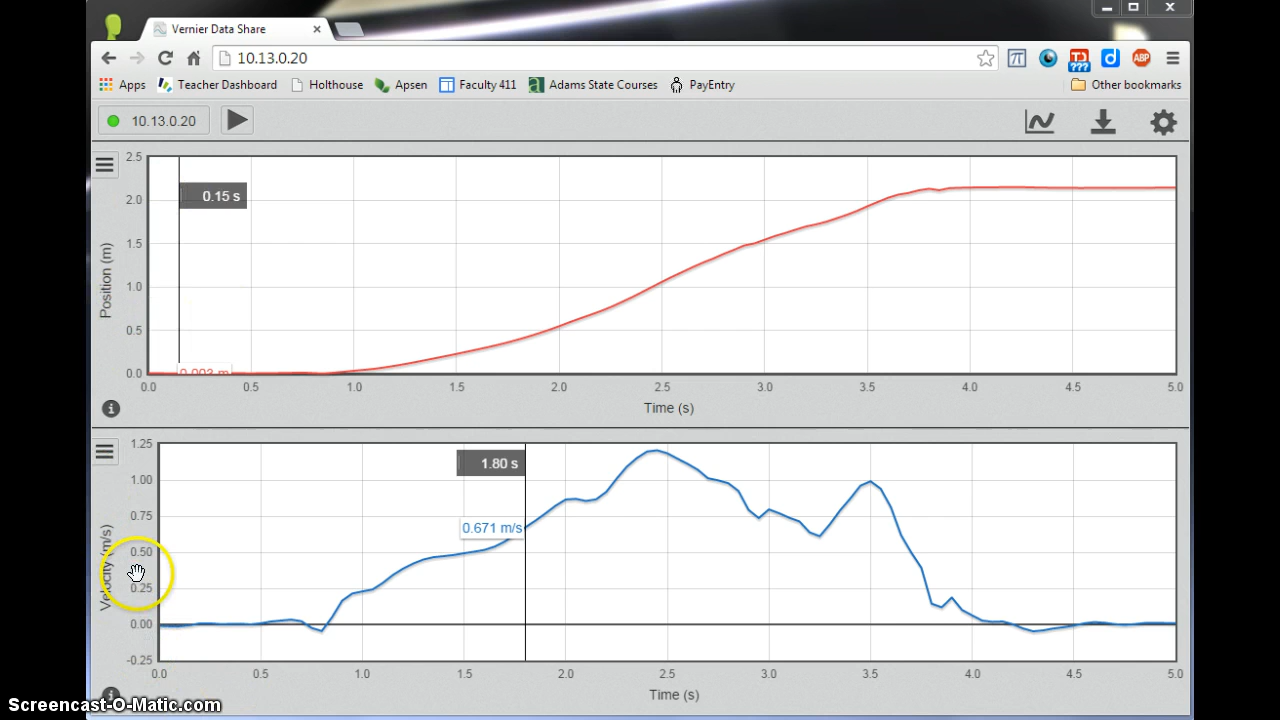 Vernier Data Share
10.13.0.20
Apps Teacher Dashboard Holthouse Apsen Faculty 411 Adams State Courses PayEntry Other bookmarks
10.13.0.20
2.5
2.0
1.5
1.0
0.5
0.0
Position (m)
0.15 s
0.003 m
0.0 0.5 1.0 1.5 2.0 2.5 3.0 3.5 4.0 4.5 5.0
Time (s)
1.25
1.00
0.75
0.50
0.25
0.00
-0.25
Velocity (m/s)
1.80 s
0.671 m/s
0.0 0.5 1.0 1.5 2.0 2.5 3.0 3.5 4.0 4.5 5.0
Time (s)
Screencast-O-Matic.com